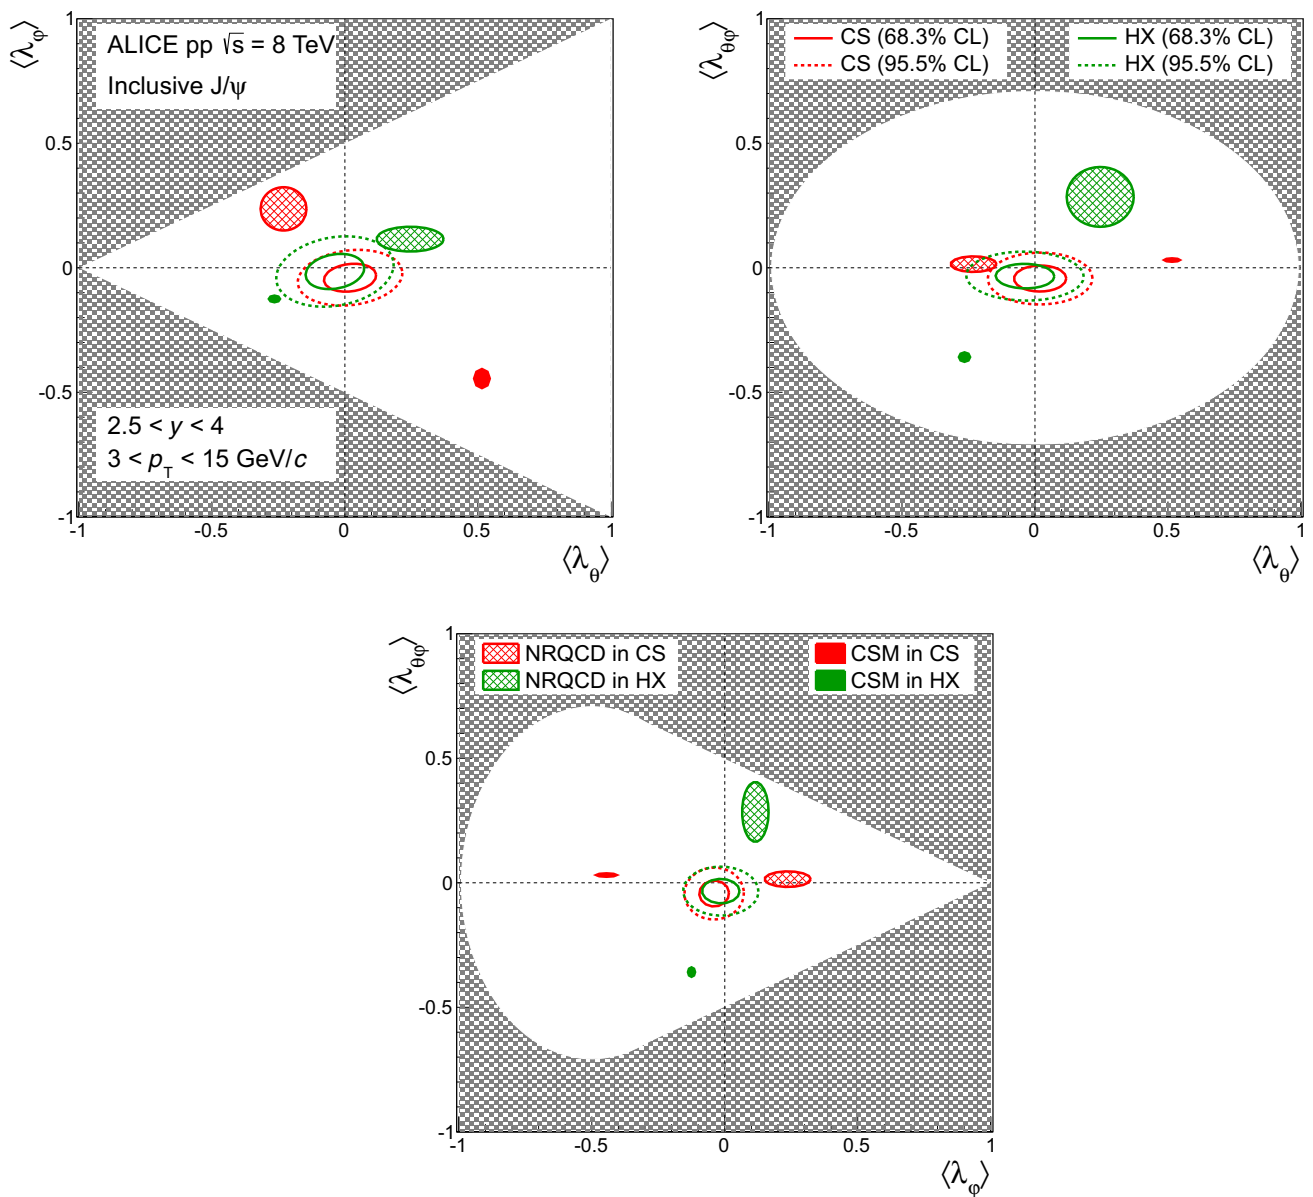 ⟨λφ⟩
1
0.5
0
-0.5
-1
ALICE pp √s = 8 TeV
Inclusive J/ψ
2.5 < y < 4
3 < pT < 15 GeV/c
-1 -0.5 0 0.5 1
⟨λθ⟩
⟨λθφ⟩
1
0.5
0
-0.5
-1
CS (68.3% CL) HX (68.3% CL)
CS (95.5% CL) HX (95.5% CL)
-1 -0.5 0 0.5 1
⟨λθ⟩
⟨λθφ⟩
1
0.5
0
-0.5
-1
NRQCD in CS CSM in CS
NRQCD in HX CSM in HX
-1 -0.5 0 0.5 1
⟨λφ⟩